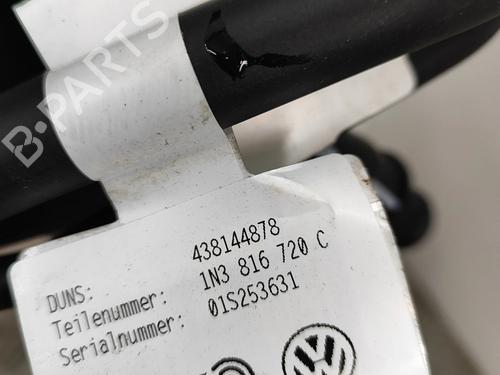 B-PARTS
DUNS: 438144878
Teilenummer: 1N3 816 720 C
Serialnummer: 01S253631